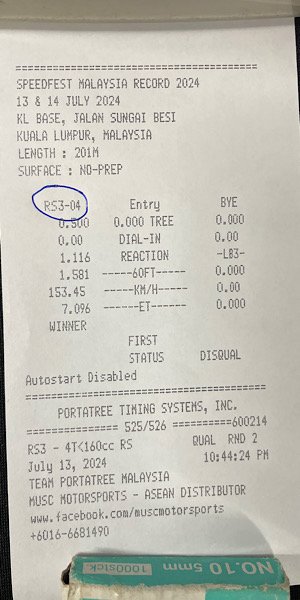 ==========================================
SPEEDFEST MALAYSIA RECORD 2024
13 & 14 JULY 2024
KL BASE, JALAN SUNGAI BESI
KUALA LUMPUR, MALAYSIA
LENGTH : 201M
SURFACE : NO-PREP
RS3-04 Entry BYE
0.500 0.000 TREE 0.000
0.00 DIAL-IN 0.00
1.116 REACTION -LB3-
1.581 -----60FT----- 0.000
153.45 -----KM/H----- 0.00
7.096 ------ET------ 0.000
WINNER
FIRST
STATUS DISQUAL
Autostart Disabled
==========================================
PORTATREE TIMING SYSTEMS, INC.
================ 525/526 ==========600214
RS3 - 4T<160cc RS QUAL RND 2
July 13, 2024 10:44:24 PM
TEAM PORTATREE MALAYSIA
MUSC MOTORSPORTS - ASEAN DISTRIBUTOR
www.facebook.com/muscmotorsports
+6016-6681490
NO.10 5mm 1000stck